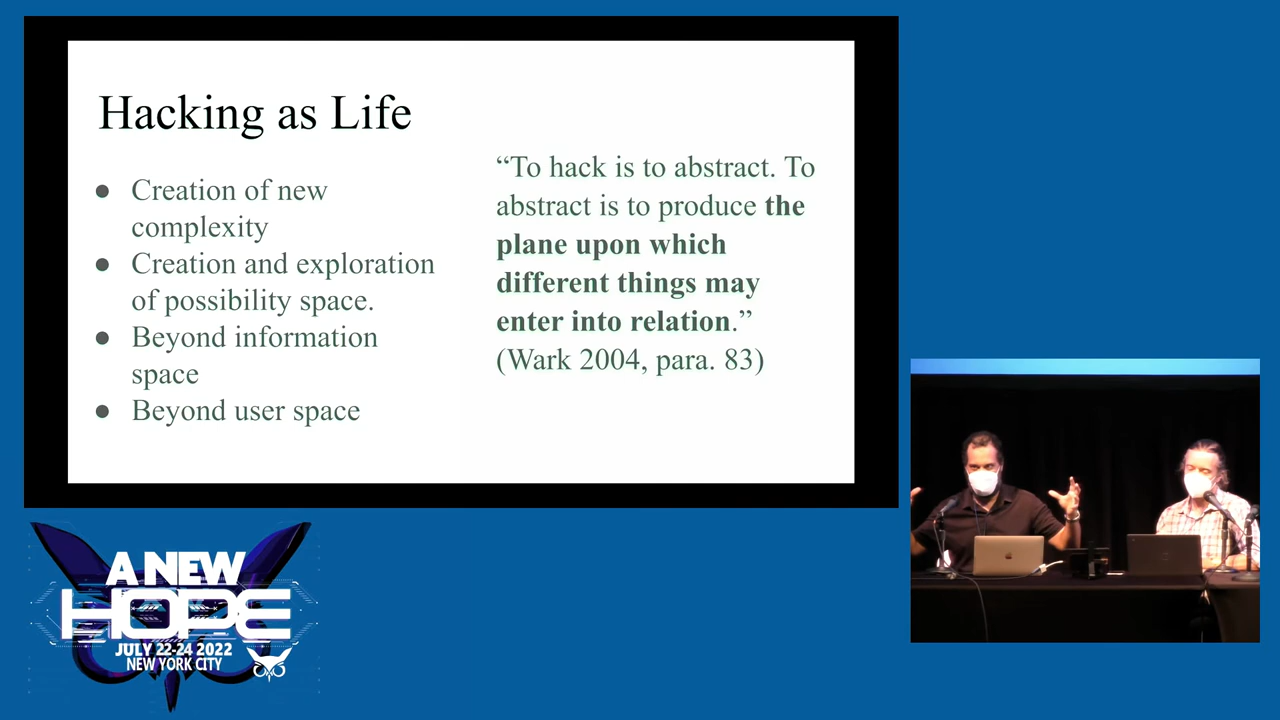 Hacking as Life
● Creation of new
complexity
● Creation and exploration
of possibility space.
● Beyond information
space
● Beyond user space
“To hack is to abstract. To
abstract is to produce the
plane upon which
different things may
enter into relation.”
(Wark 2004, para. 83)
A NEW
HOPE
JULY 22-24 2022
NEW YORK CITY